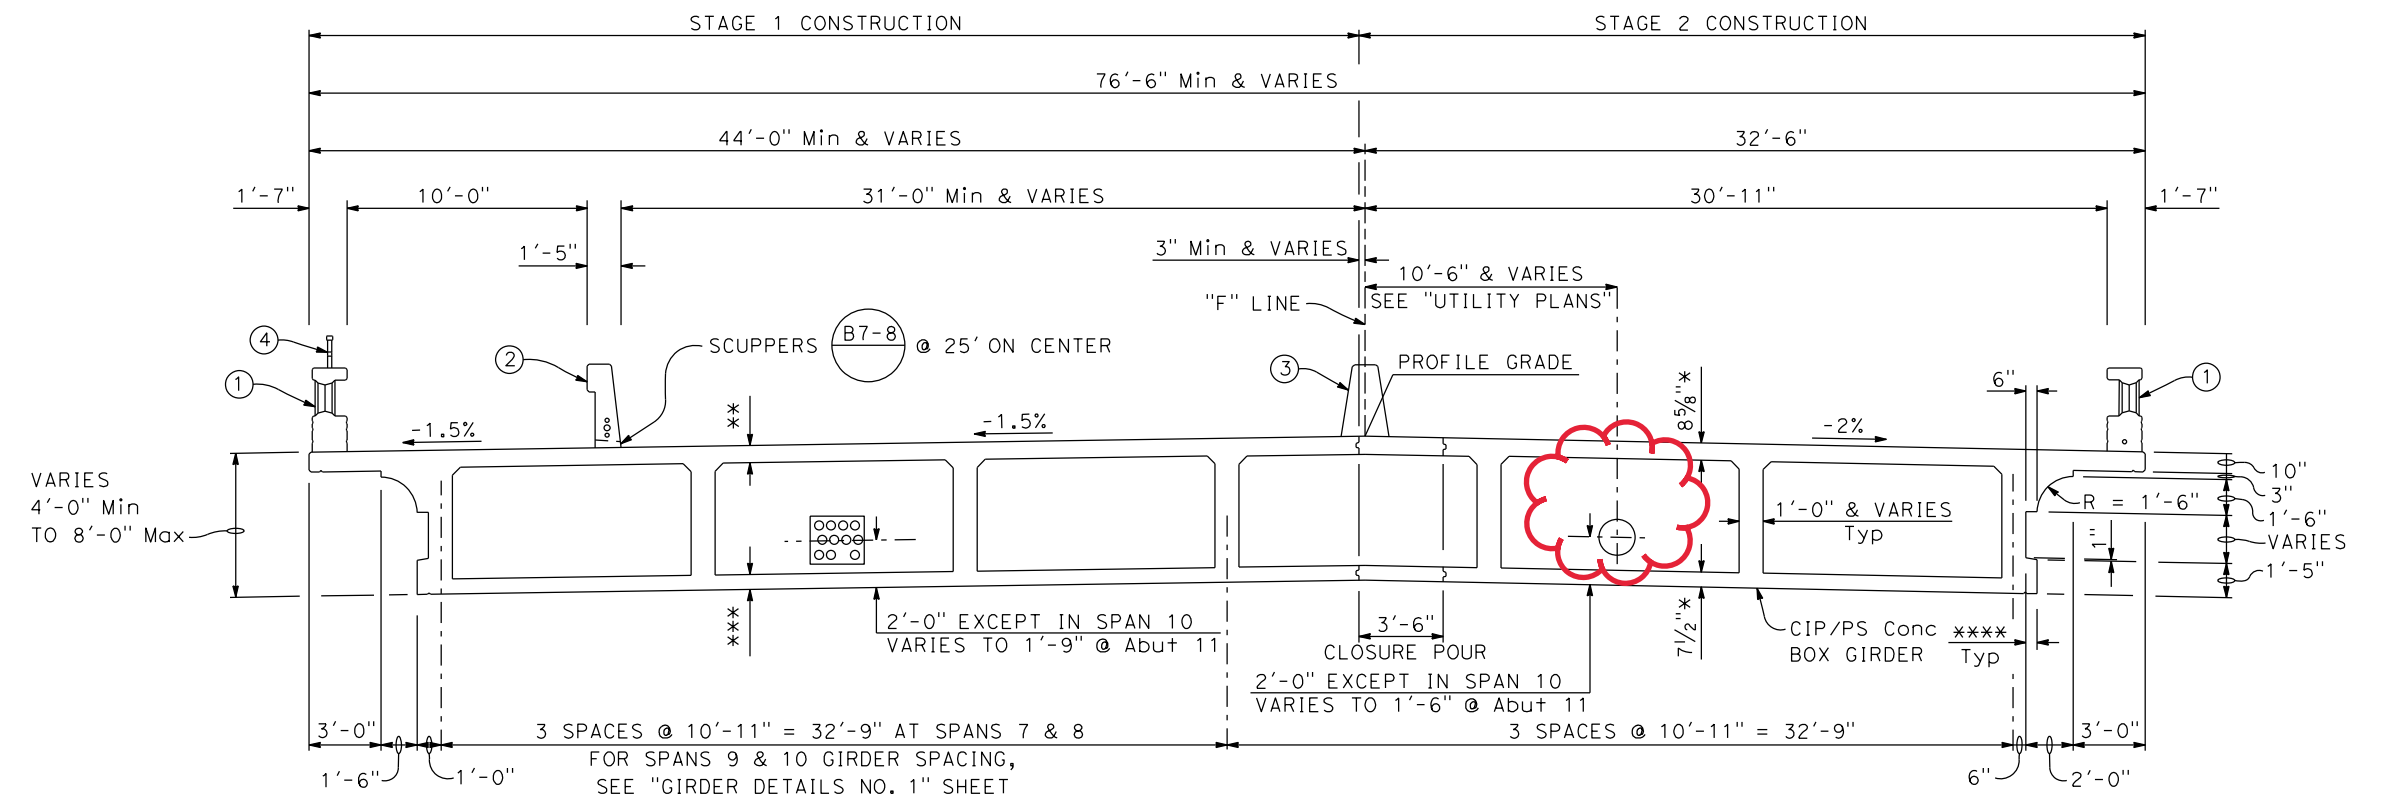 STAGE 1 CONSTRUCTION
STAGE 2 CONSTRUCTION
76'-6" Min & VARIES
44'-0" Min & VARIES
32'-6"
1'-7"
10'-0"
31'-0" Min & VARIES
30'-11"
1'-7"
1'-5"
3" Min & VARIES
10'-6" & VARIES
SEE "UTILITY PLANS"
"F" LINE
4
1
2
SCUPPERS
B7-8
@ 25' ON CENTER
3
PROFILE GRADE
8 5/8"*
6"
1
-1.5%
**
-1.5%
-2%
VARIES
4'-0" Min
TO 8'-0" Max
1'-0" & VARIES
Typ
10"
3"
R = 1'-6"
1'-6"
1"
VARIES
1'-5"
***
2'-0" EXCEPT IN SPAN 10
VARIES TO 1'-9" @ Abut 11
3'-6"
CLOSURE POUR
2'-0" EXCEPT IN SPAN 10
VARIES TO 1'-6" @ Abut 11
7 1/2"*
CIP/PS Conc
BOX GIRDER
****
Typ
3'-0"
3 SPACES @ 10'-11" = 32'-9" AT SPANS 7 & 8
FOR SPANS 9 & 10 GIRDER SPACING,
SEE "GIRDER DETAILS NO. 1" SHEET
3 SPACES @ 10'-11" = 32'-9"
3'-0"
1'-6"
1'-0"
6"
2'-0"